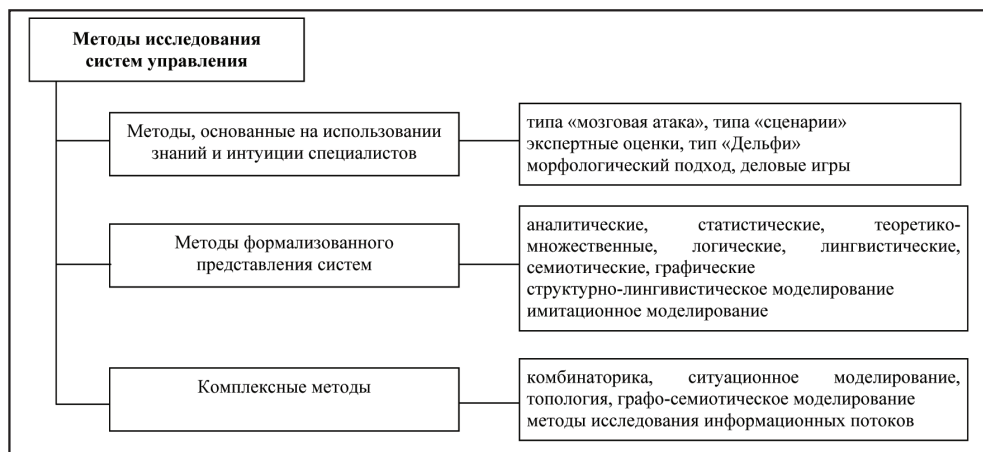 Методы исследования
систем управления
Методы, основанные на использовании
знаний и интуиции специалистов
типа «мозговая атака», типа «сценарии»
экспертные оценки, тип «Дельфи»
морфологический подход, деловые игры
Методы формализованного
представления систем
аналитические, статистические, теоретико-
множественные, логические, лингвистические,
семиотические, графические
структурно-лингивистическое моделирование
имитационное моделирование
Комплексные методы
комбинаторика, ситуационное моделирование,
топология, графо-семиотическое моделирование
методы исследования информационных потоков